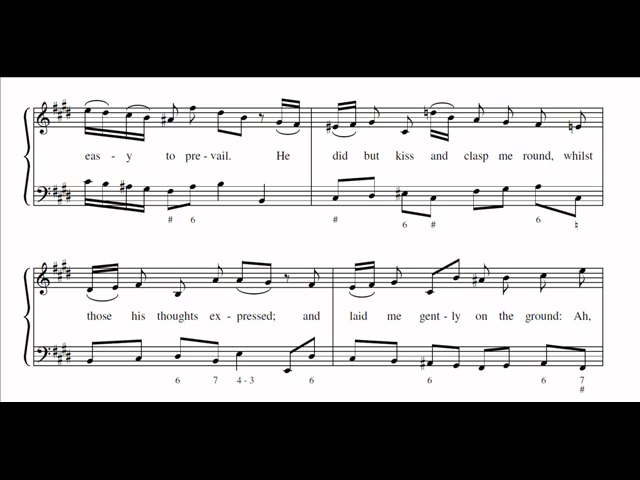 eas - y to pre - vail. He did but kiss and clasp me round, whilst
# 6 # 6 # 6 ♮
those his thoughts ex - pressed; and laid me gent - ly on the ground: Ah,
6 7 4 - 3 6 6 6 7
#